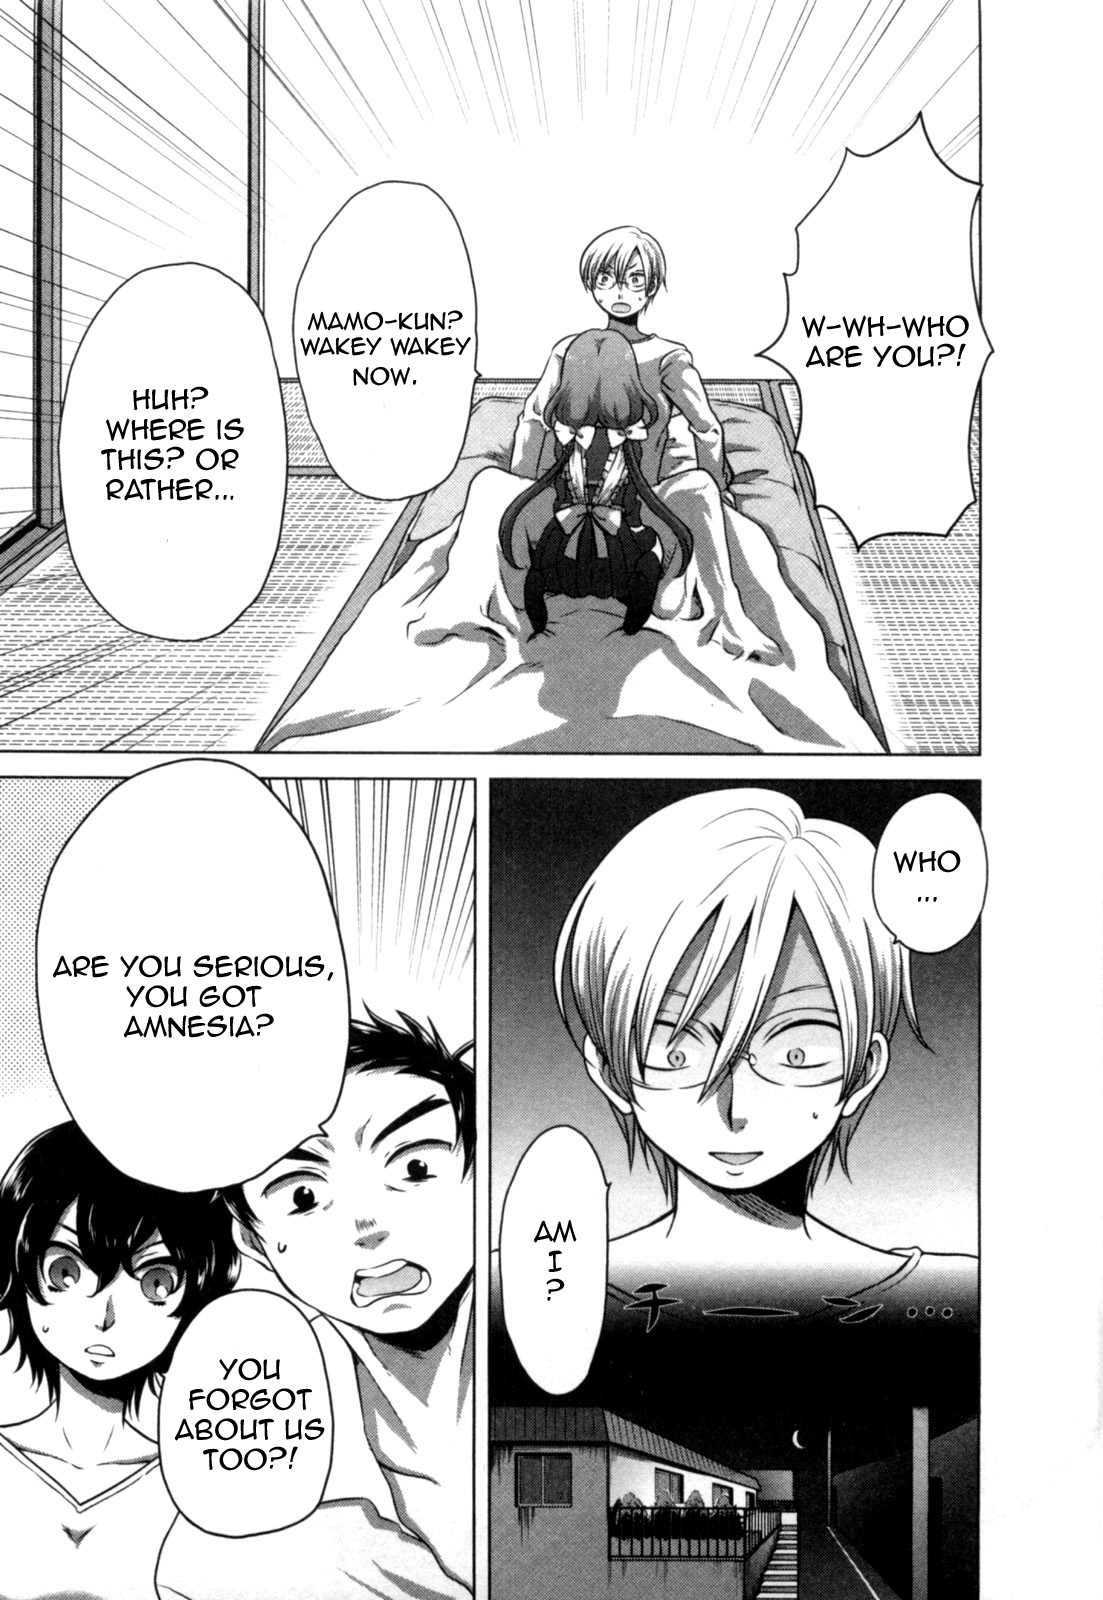 W-WH-WHO
ARE YOU?!
MAMO-KUN?
WAKEY WAKEY
NOW.
HUH?
WHERE IS
THIS? OR
RATHER...
WHO
...
AM
I
?
チーン...
ARE YOU SERIOUS,
YOU GOT
AMNESIA?
YOU
FORGOT
ABOUT US
TOO?!